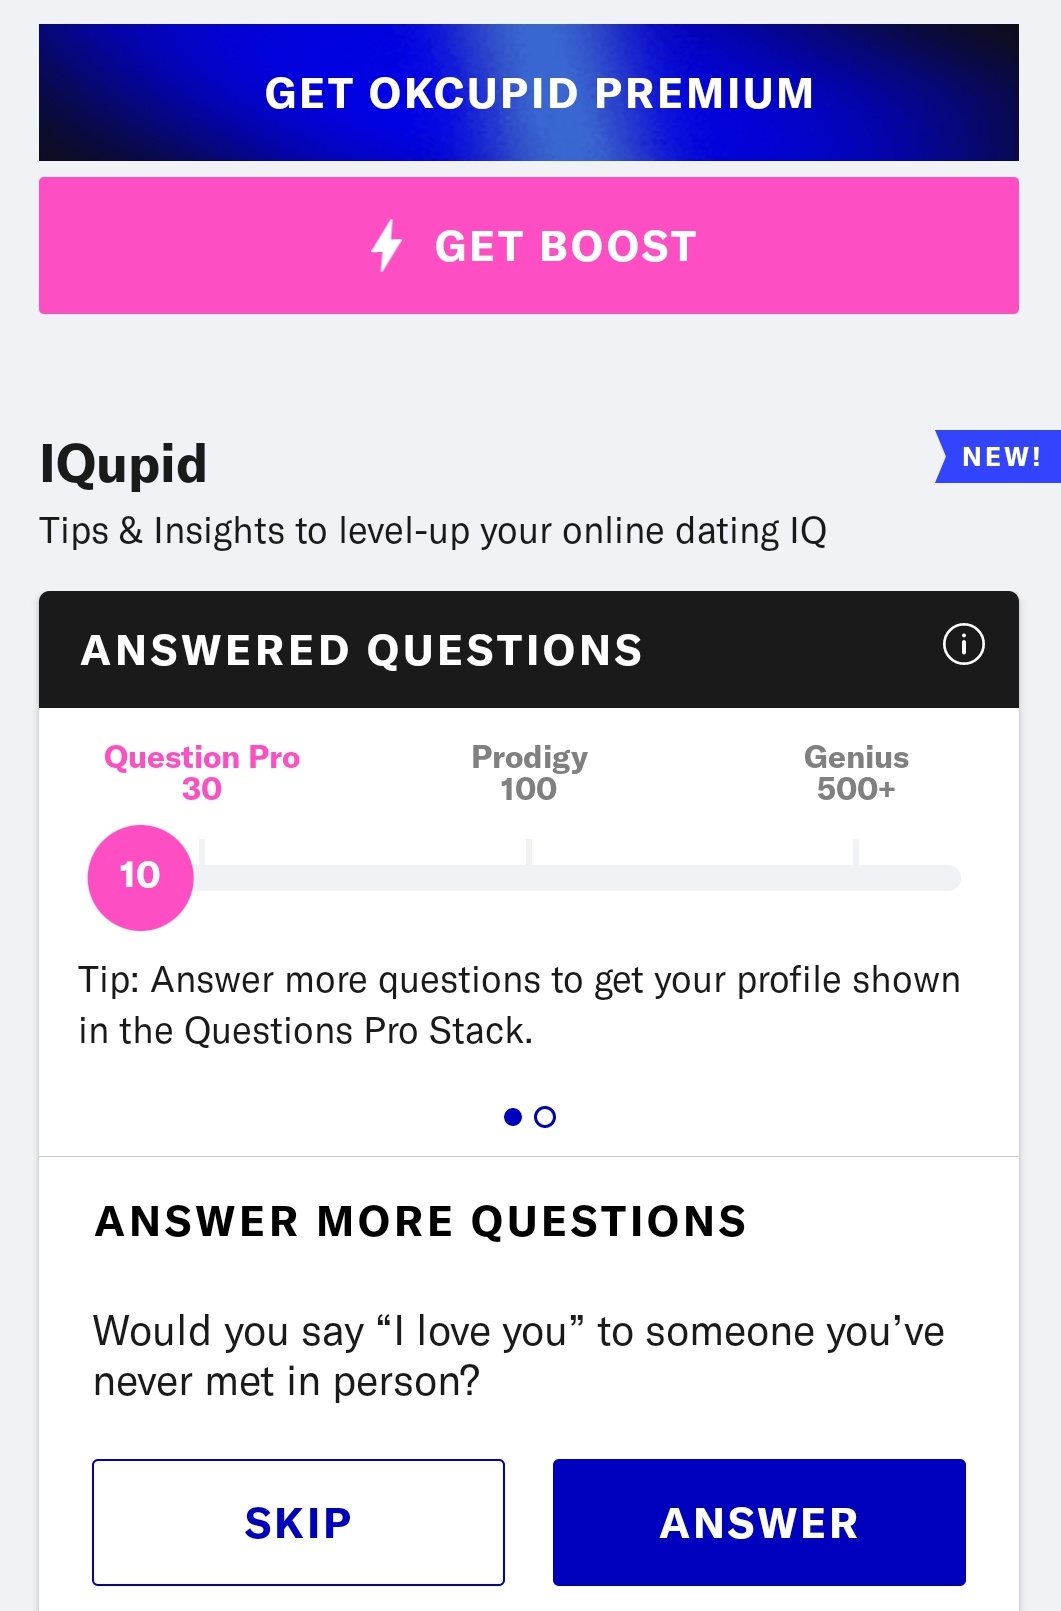 GET OKCUPID PREMIUM
GET BOOST
IQupid
NEW!
Tips & Insights to level-up your online dating IQ
ANSWERED QUESTIONS
Question Pro
30
Prodigy
100
Genius
500+
10
Tip: Answer more questions to get your profile shown
in the Questions Pro Stack.
ANSWER MORE QUESTIONS
Would you say “I love you” to someone you’ve
never met in person?
SKIP
ANSWER